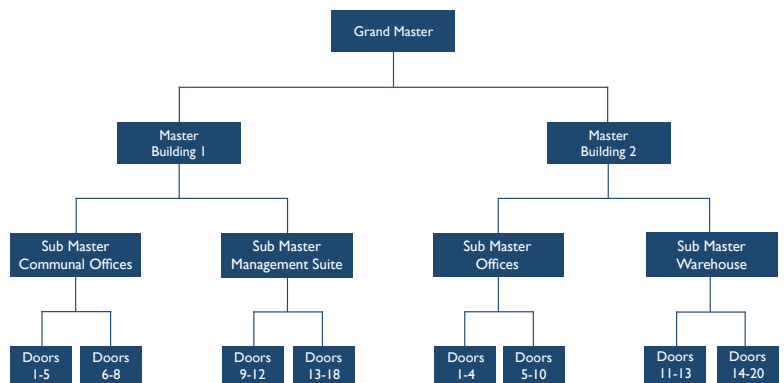 Grand Master
Master
Building 1
Master
Building 2
Sub Master
Communal Offices
Sub Master
Management Suite
Sub Master
Offices
Sub Master
Warehouse
Doors
1-5
Doors
6-8
Doors
9-12
Doors
13-18
Doors
1-4
Doors
5-10
Doors
11-13
Doors
14-20